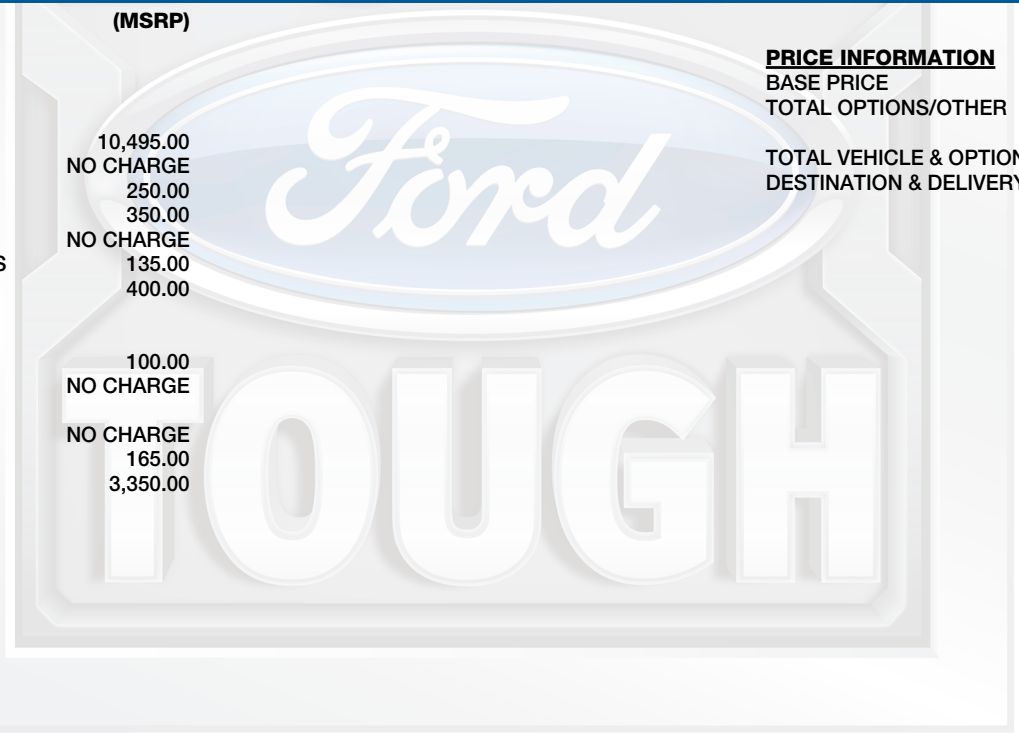 (MSRP)
10,495.00
NO CHARGE
250.00
350.00
NO CHARGE
S 135.00
400.00
100.00
NO CHARGE
NO CHARGE
165.00
3,350.00
PRICE INFORMATION
BASE PRICE
TOTAL OPTIONS/OTHER
TOTAL VEHICLE & OPTION
DESTINATION & DELIVERY
Ford
TOUGH